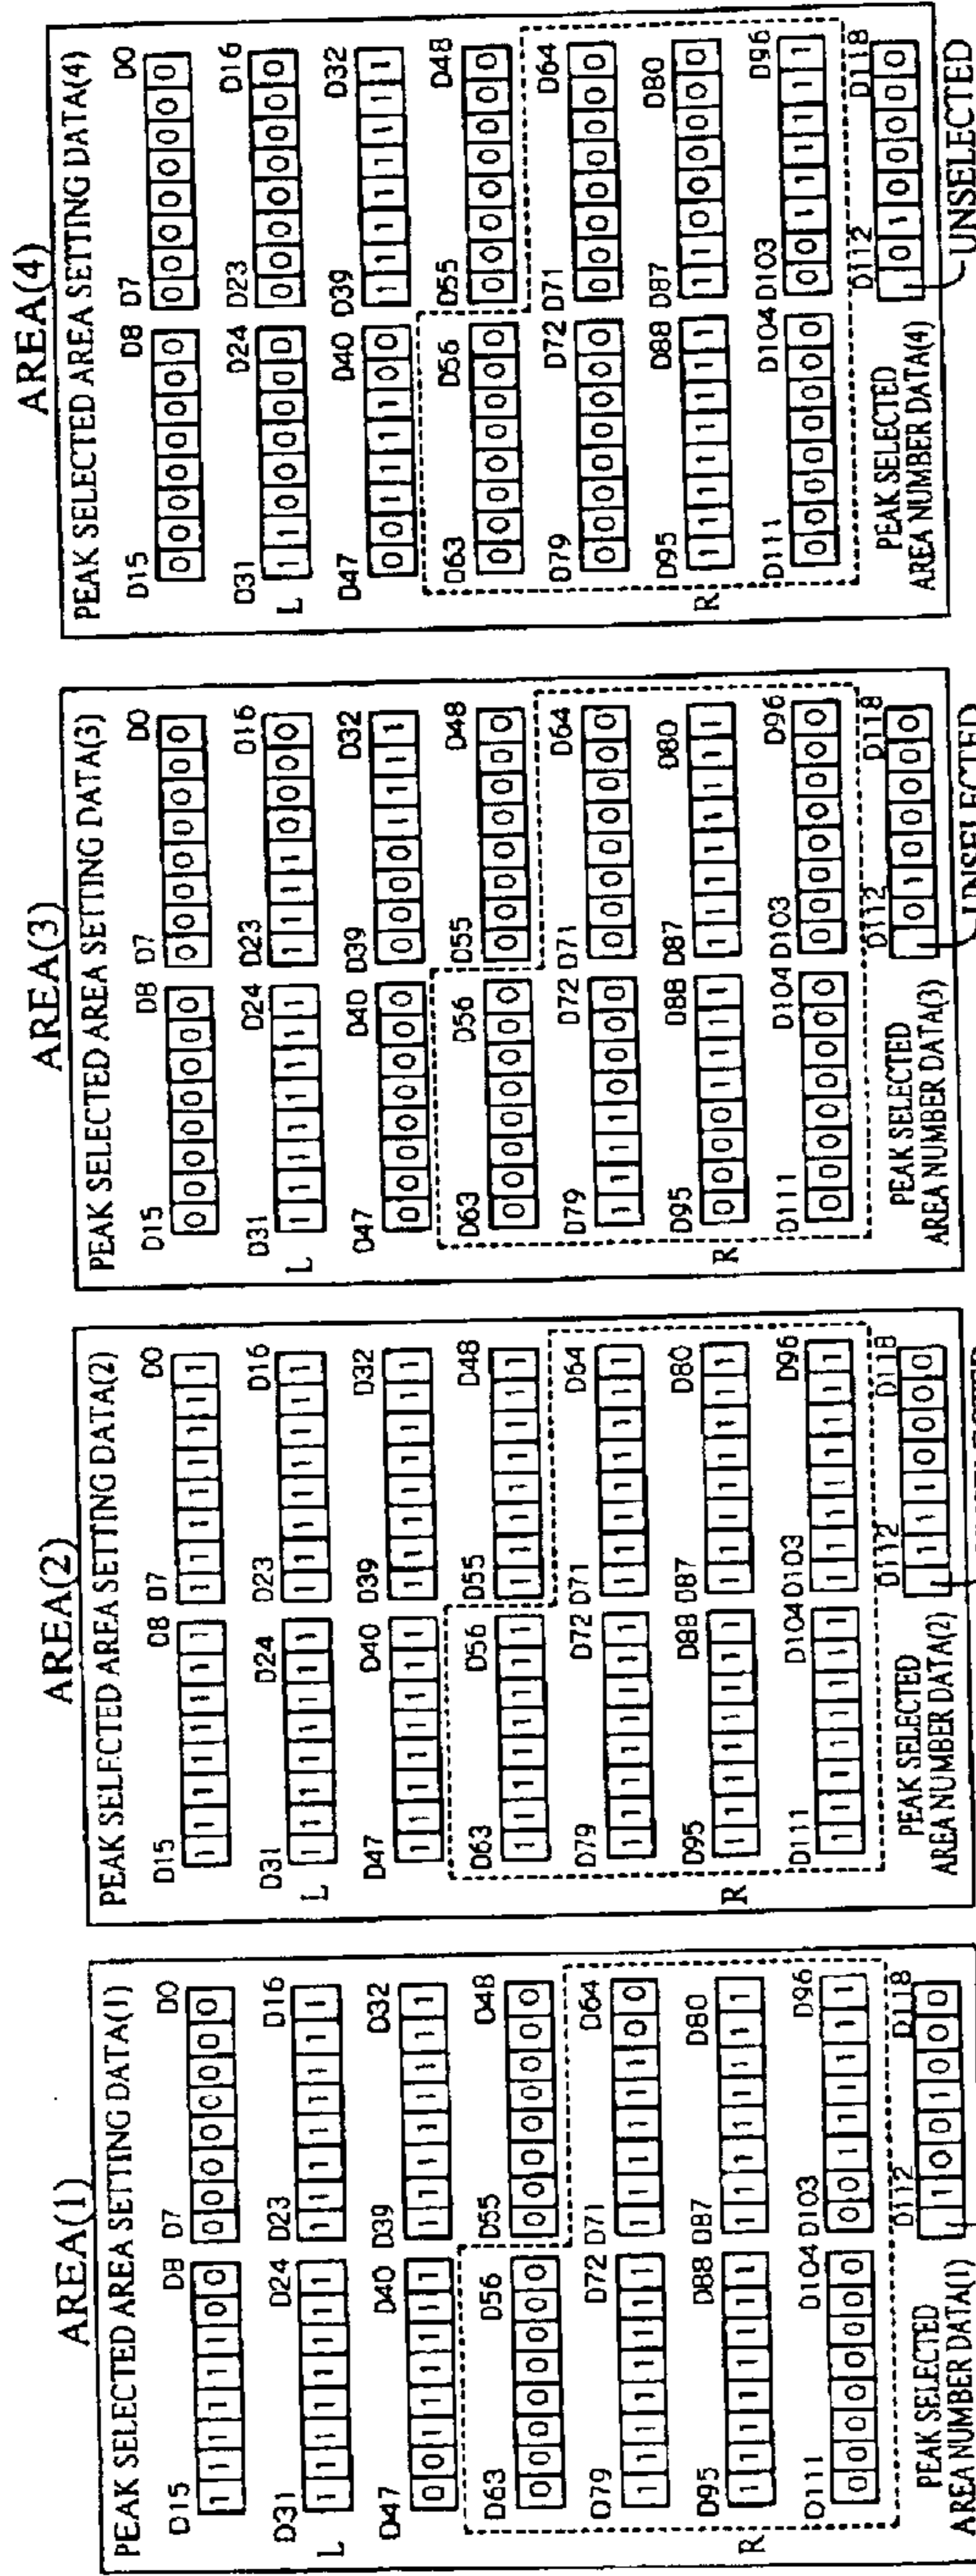 AREA(1)
PEAK SELECTED AREA SETTING DATA(1)
D15 D8 D7 D0
1 1 1 1 1 1 0 0 0 0 0 0 0 0 0 0
D31 D24 D23 D16
L 1 1 1 1 1 1 1 1 1 1 1 1 1 1 1 1
D47 D40 D39 D32
0 0 1 1 1 1 1 1 1 1 1 1 1 1 1 1
D63 D56 D55 D48
0 0 0 0 0 0 0 0 0 0 0 0 0 0 0 0
D79 D72 D71 D64
1 1 1 1 1 1 1 1 1 1 1 1 1 1 0 0
D95 D88 D87 D80
R 1 1 1 1 1 1 1 1 1 1 1 1 1 1 1 1
D111 D104 D103 D96
0 0 0 0 0 0 0 0 0 0 1 1 1 1 1 1
D112 D118
PEAK SELECTED 1 0 0 1 0 0 0
AREA NUMBER DATA(1)
AREA(2)
PEAK SELECTED AREA SETTING DATA(2)
D15 D8 D7 D0
1 1 1 1 1 1 1 1 1 1 1 1 1 1 1 1
D31 D24 D23 D16
L 1 1 1 1 1 1 1 1 1 1 1 1 1 1 1 1
D47 D40 D39 D32
1 1 1 1 1 1 1 1 1 1 1 1 1 1 1 1
D63 D56 D55 D48
1 1 1 1 1 1 1 1 1 1 1 1 1 1 1 1
D79 D72 D71 D64
1 1 1 1 1 1 1 1 1 1 1 1 1 1 1 1
D95 D88 D87 D80
R 1 1 1 1 1 1 1 1 1 1 1 1 1 1 1 1
D111 D104 D103 D96
1 1 1 1 1 1 1 1 1 1 1 1 1 1 1 1
D112 D118
PEAK SELECTED 1 1 1 0 0 0 0
AREA NUMBER DATA(2)
AREA(3)
PEAK SELECTED AREA SETTING DATA(3)
D15 D8 D7 D0
0 0 0 0 0 0 0 0 0 0 0 0 0 0 0 0
D31 D24 D23 D16
L 1 1 1 1 1 1 1 1 1 1 1 1 0 0 0 0
D47 D40 D39 D32
0 0 0 0 0 0 0 0 0 0 0 0 1 1 1 1
D63 D56 D55 D48
0 0 0 0 0 0 0 0 0 0 0 0 0 0 0 0
D79 D72 D71 D64
1 1 1 1 0 0 0 0 0 0 0 0 0 0 0 0
D95 D88 D87 D80
R 0 0 0 0 1 1 1 1 1 1 1 1 1 1 1 1
D111 D104 D103 D96
0 0 0 0 0 0 0 0 0 0 0 0 0 0 0 0
D112 D118
PEAK SELECTED 0 1 0 0 0 0 0
AREA NUMBER DATA(3)
UNSELECTED
AREA(4)
PEAK SELECTED AREA SETTING DATA(4)
D15 D8 D7 D0
0 0 0 0 0 0 0 0 0 0 0 0 0 0 0 0
D31 D24 D23 D16
L 1 1 0 0 0 0 0 0 0 0 0 0 0 0 0 0
D47 D40 D39 D32
0 0 1 1 1 1 0 0 1 1 1 1 1 1 1 1
D63 D56 D55 D48
0 0 0 0 0 0 0 0 0 0 0 0 0 0 0 0
D79 D72 D71 D64
0 0 0 0 0 0 0 0 0 0 0 0 0 0 0 0
D95 D88 D87 D80
R 1 1 1 1 1 1 1 1 1 1 0 0 0 0 0 0
D111 D104 D103 D96
0 0 0 0 0 0 0 0 0 0 1 1 1 1 1 1
D112 D118
PEAK SELECTED 0 1 0 0 0 0 0
AREA NUMBER DATA(4)
UNSELECTED